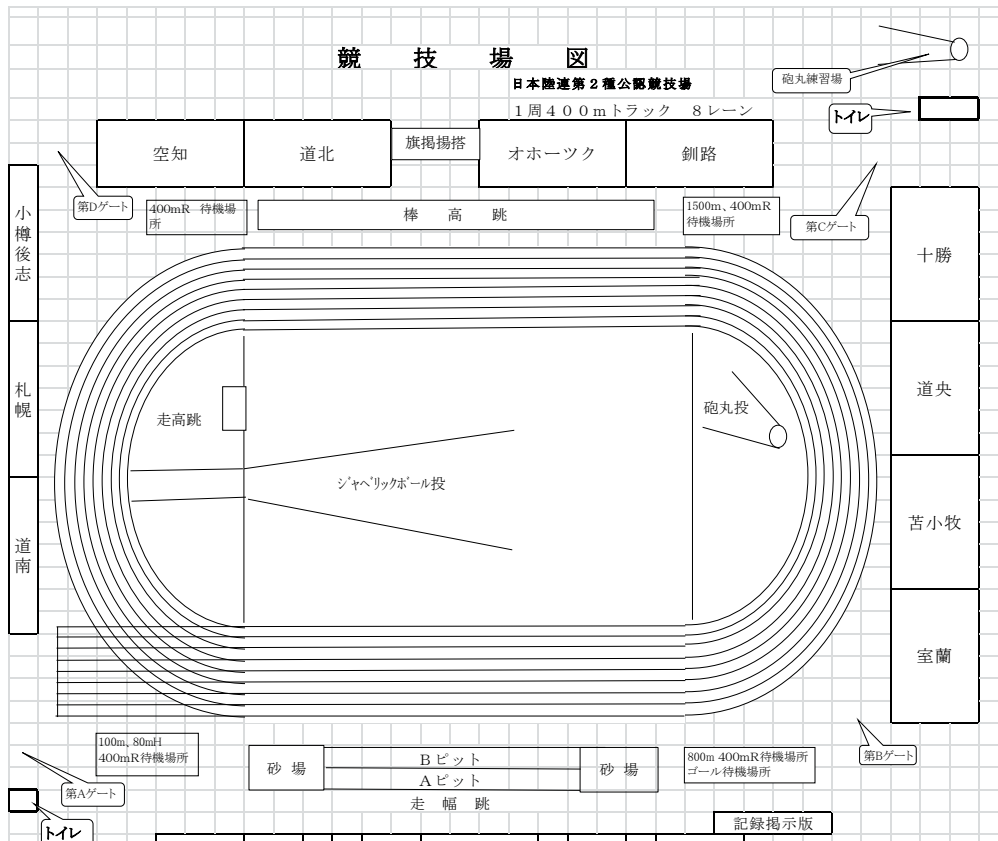 競技場図
日本陸連第２種公認競技場
砲丸練習場
１周４００ｍトラック　８レーン
トイレ
空知
道北
旗掲揚搭
オホーツク
釧路
第Dゲート
400mR　待機場
所
棒高跳
1500m、400mR
待機場所
第Cゲート
小樽後志
十勝
札幌
道央
走高跳
砲丸投
ｼﾞｬﾍﾞﾘｯｸﾎﾞｰﾙ投
苫小牧
道南
室蘭
100m、80mH
400mR待機場所
砂場
Ｂピット
Ａピット
砂場
800m 400mR待機場所
ゴール待機場所
第Bゲート
第Aゲート
走幅跳
トイレ
記録掲示版